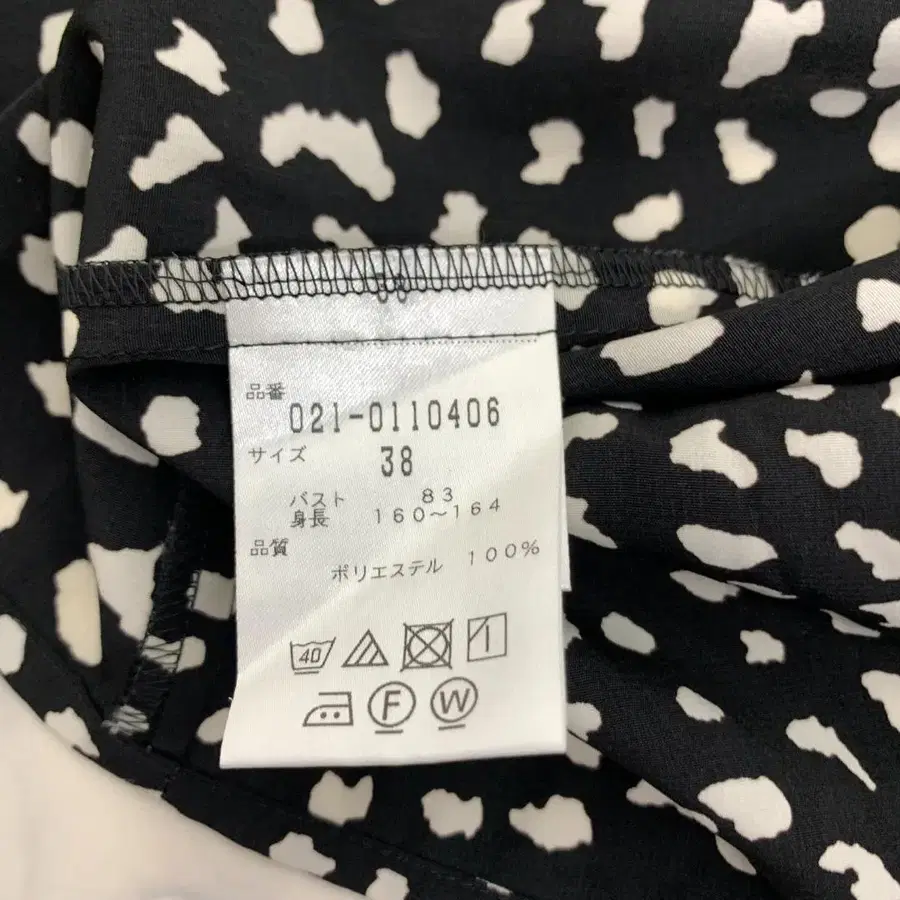 品番
021-0110406
サイズ
38
バスト 83
身長 160〜164
品質
ポリエステル 100%
40
F W